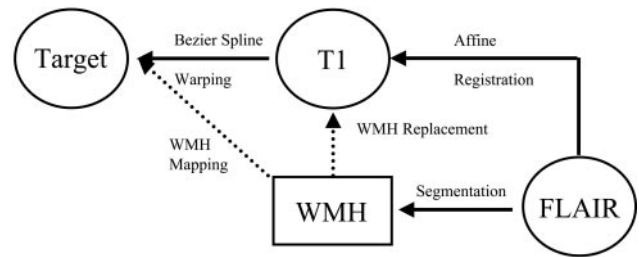 Bezier Spline
Affine
Target
T1
Warping
Registration
WMH Replacement
WMH
Mapping
Segmentation
WMH
FLAIR